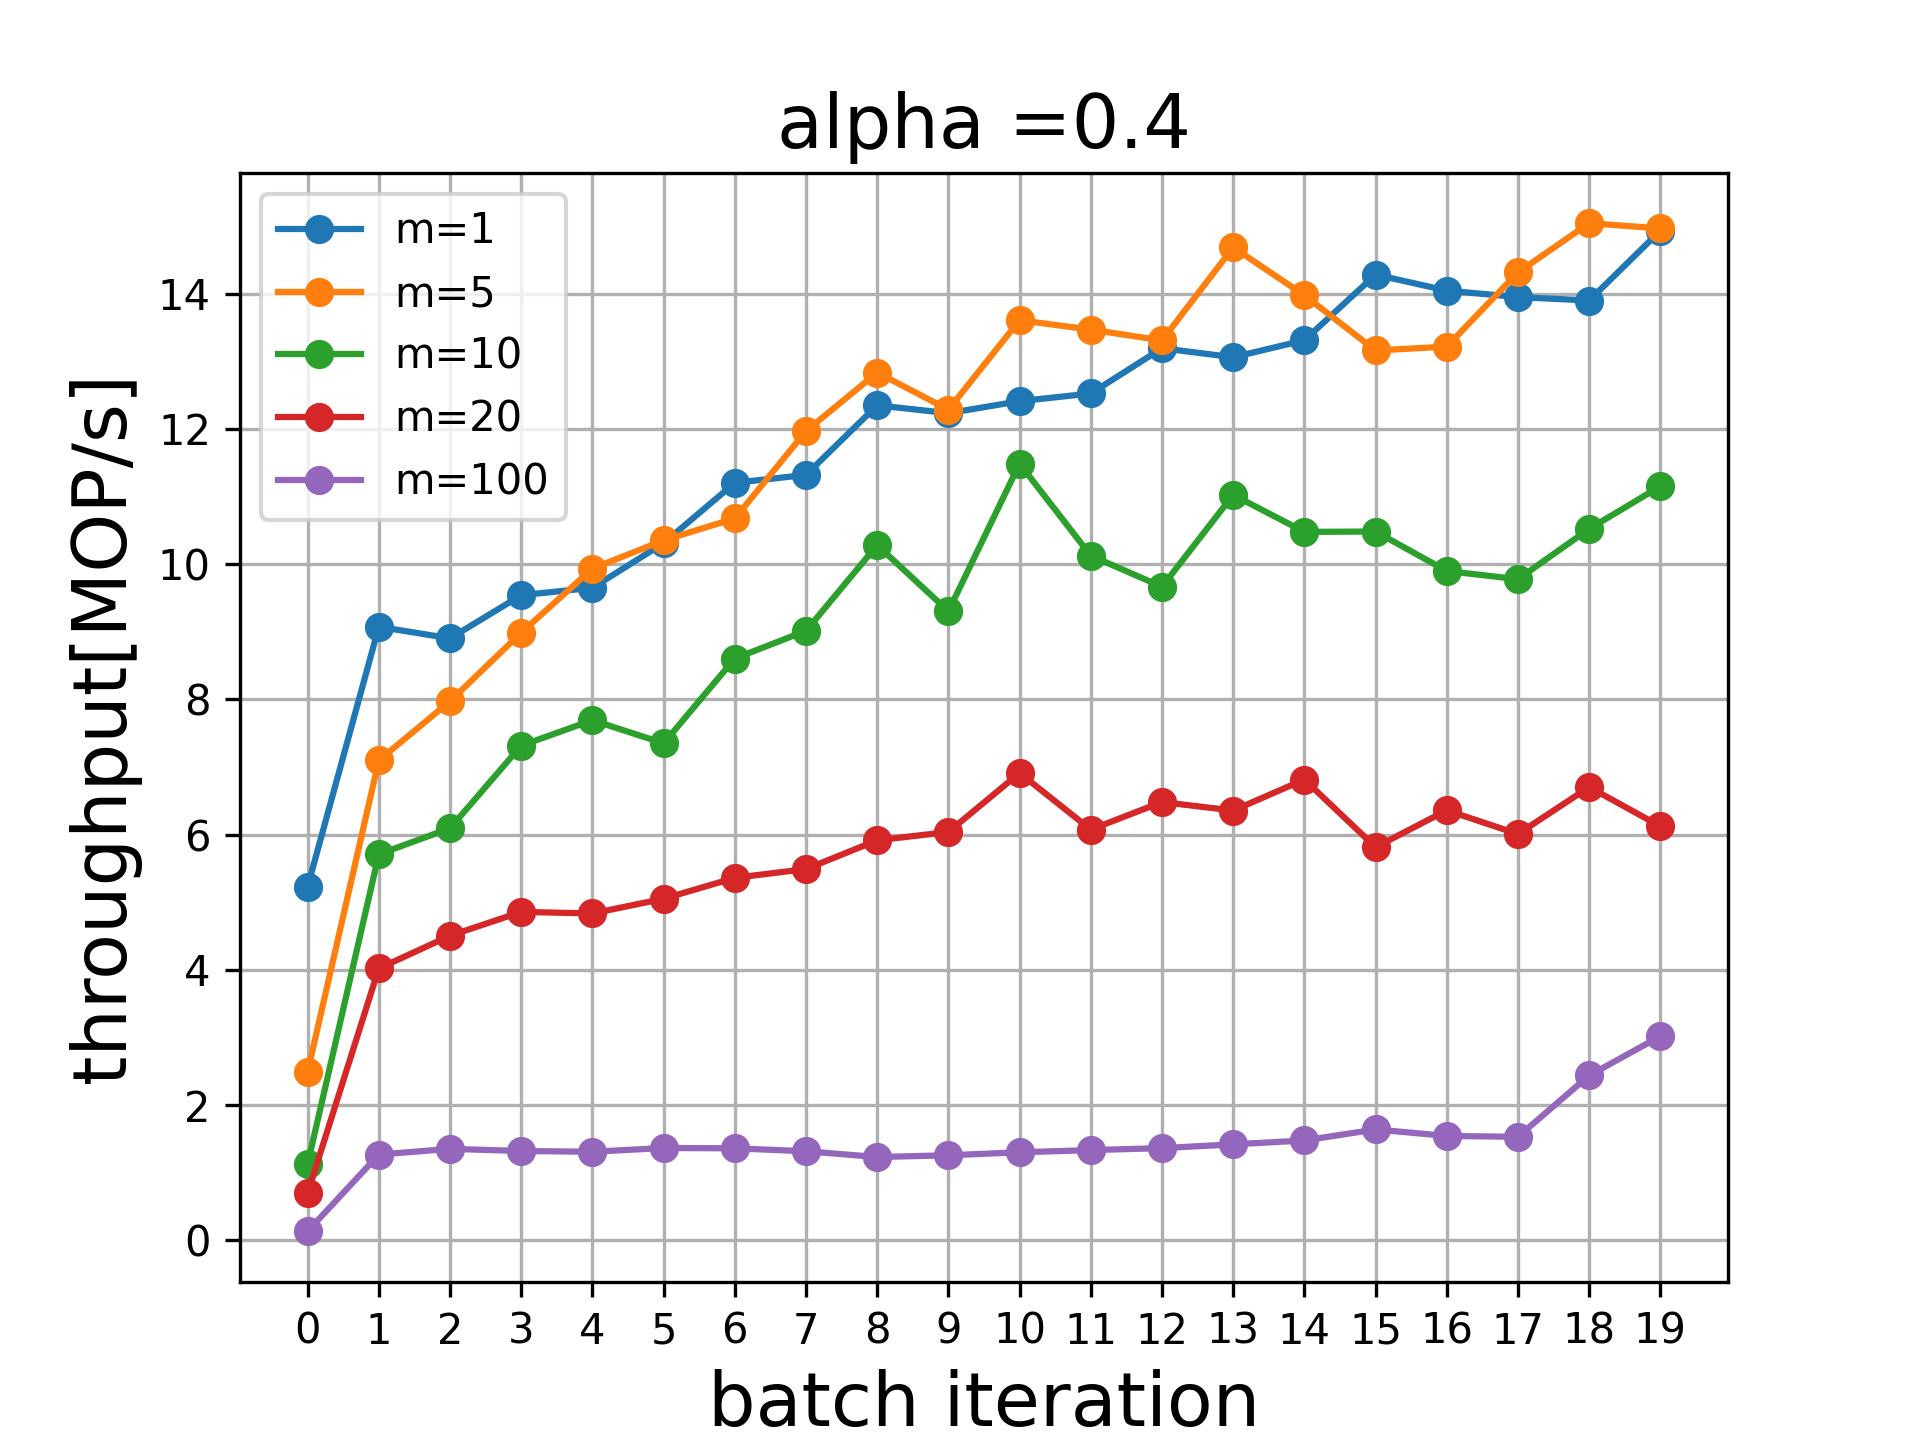 alpha =0.4
m=1
m=5
m=10
m=20
m=100
throughput[MOP/s]
14
12
10
8
6
4
2
0
0 1 2 3 4 5 6 7 8 9 10 11 12 13 14 15 16 17 18 19
batch iteration